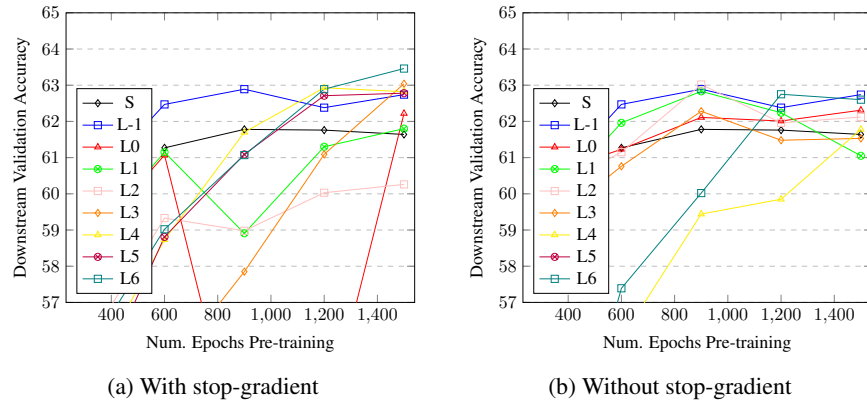 65
64
63
62
61
60
59
58
57
Downstream Validation Accuracy
S
L-1
L0
L1
L2
L3
L4
L5
L6
400 600 800 1,000 1,200 1,400
Num. Epochs Pre-training
(a) With stop-gradient
65
64
63
62
61
60
59
58
57
Downstream Validation Accuracy
S
L-1
L0
L1
L2
L3
L4
L5
L6
400 600 800 1,000 1,200 1,400
Num. Epochs Pre-training
(b) Without stop-gradient